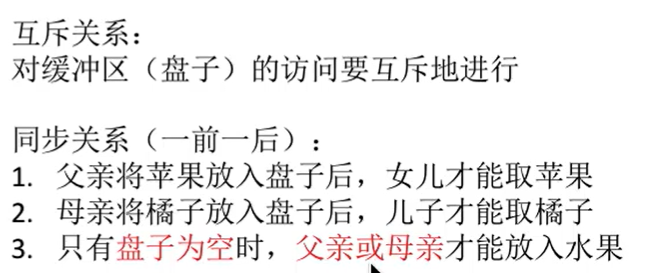 互斥关系：
对缓冲区（盘子）的访问要互斥地进行
同步关系（一前一后）：
1. 父亲将苹果放入盘子后，女儿才能取苹果
2. 母亲将橘子放入盘子后，儿子才能取橘子
3. 只有盘子为空时，父亲或母亲才能放入水果